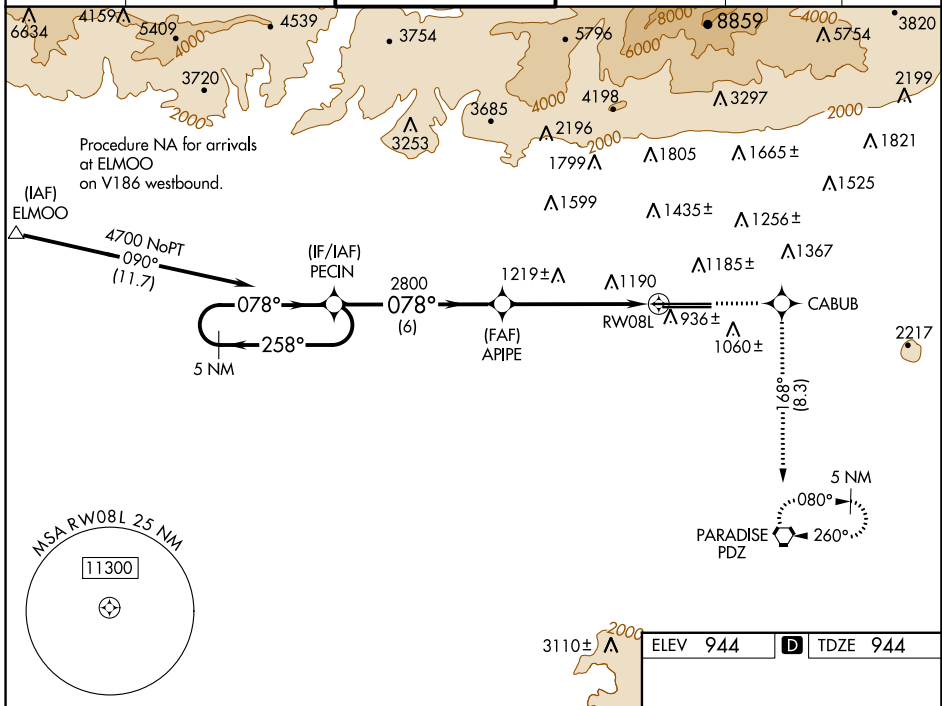 6634
4159
5409
4000
4539
3754
5796
8000
8859
6000
4000
5754
3820
3720
2000
3253
3685
4000
4198
3297
2000
2199
2196
2000
1799
1805
1665±
1821
Procedure NA for arrivals
at ELMOO
on V186 westbound.
1599
1435±
1256±
1525
(IAF)
ELMOO
4700 NoPT
090°
(11.7)
(IF/IAF)
PECIN
1219±
1190
1185±
1367
078°
2800
078°
(6)
(FAF)
APIPE
RW08L
936±
CABUB
1060±
2217
258°
5 NM
168°
(8.3)
5 NM
080°
260°
PARADISE
PDZ
MSA RW08L 25 NM
11300
3110±
2000
ELEV 944 D TDZE 944